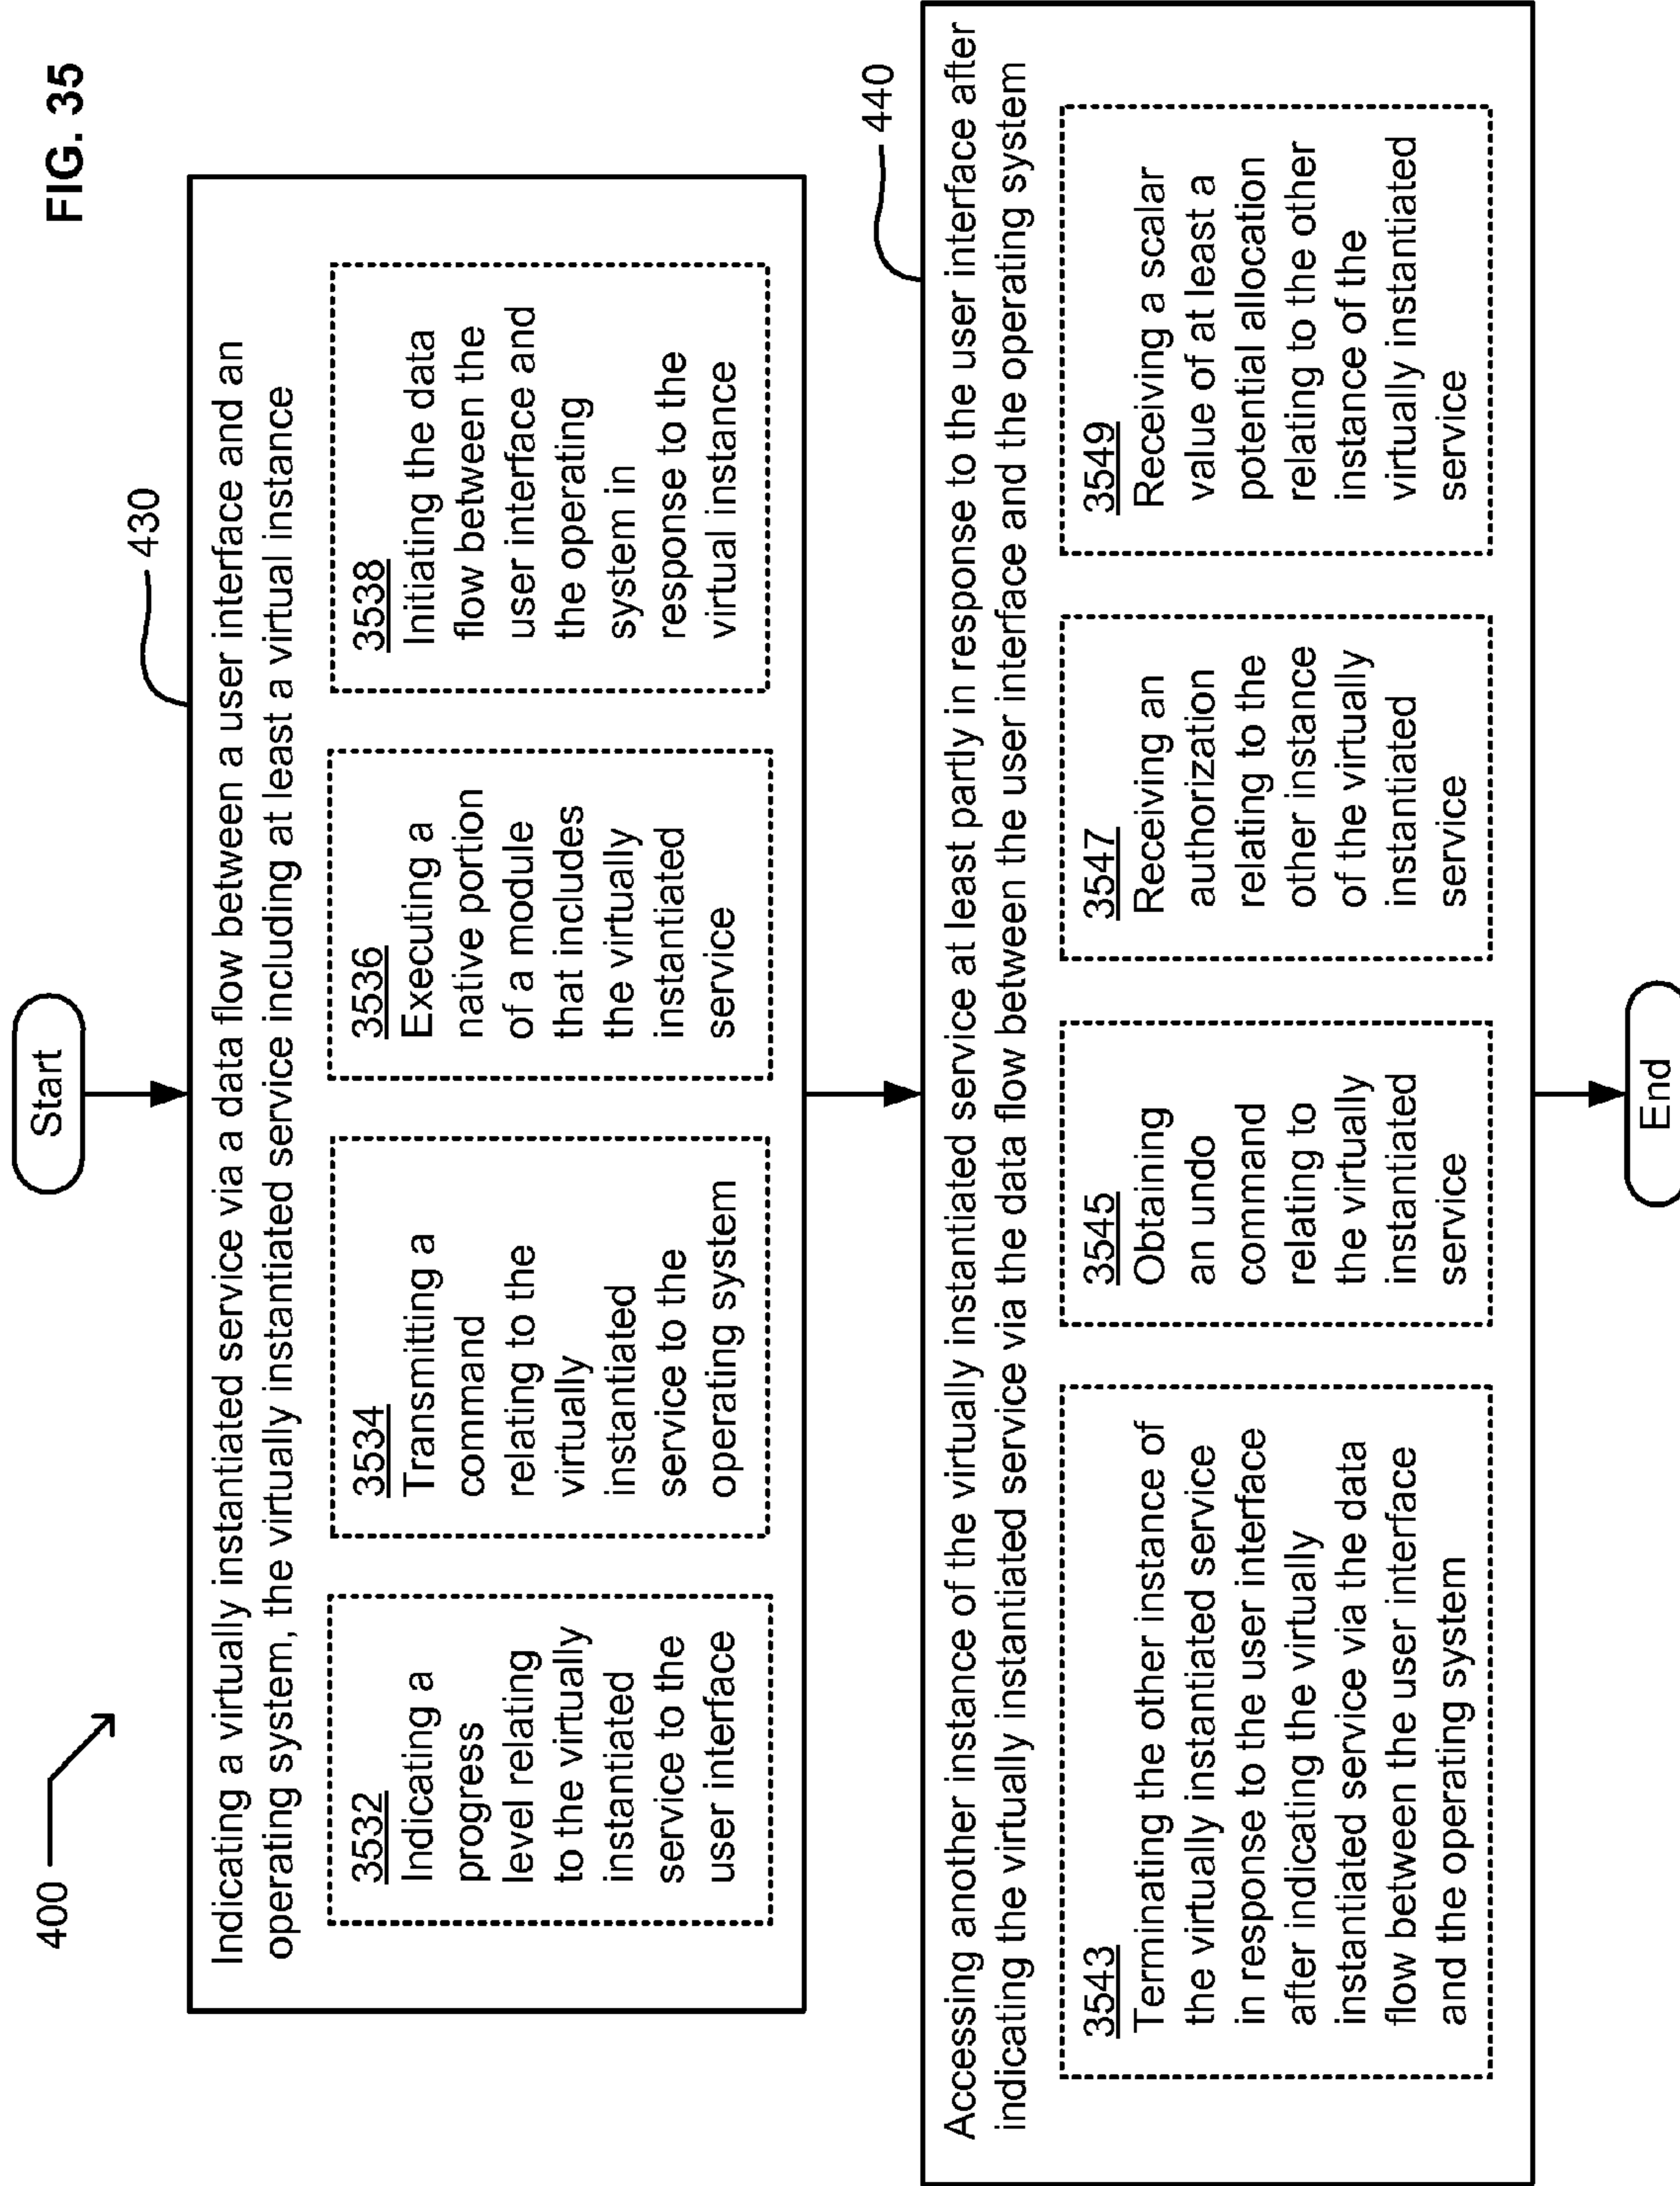 FIG. 35
400
Start
430
Indicating a virtually instantiated service via a data flow between a user interface and an
operating system, the virtually instantiated service including at least a virtual instance
3532
Indicating a
progress
level relating
to the virtually
instantiated
service to the
user interface
3534
Transmitting a
command
relating to the
virtually
instantiated
service to the
operating system
3536
Executing a
native portion
of a module
that includes
the virtually
instantiated
service
3538
Initiating the data
flow between the
user interface and
the operating
system in
response to the
virtual instance
440
Accessing another instance of the virtually instantiated service at least partly in response to the user interface after
indicating the virtually instantiated service via the data flow between the user interface and the operating system
3543
Terminating the other instance of
the virtually instantiated service
in response to the user interface
after indicating the virtually
instantiated service via the data
flow between the user interface
and the operating system
3545
Obtaining
an undo
command
relating to
the virtually
instantiated
service
3547
Receiving an
authorization
relating to the
other instance
of the virtually
instantiated
service
3549
Receiving a scalar
value of at least a
potential allocation
relating to the other
instance of the
virtually instantiated
service
End